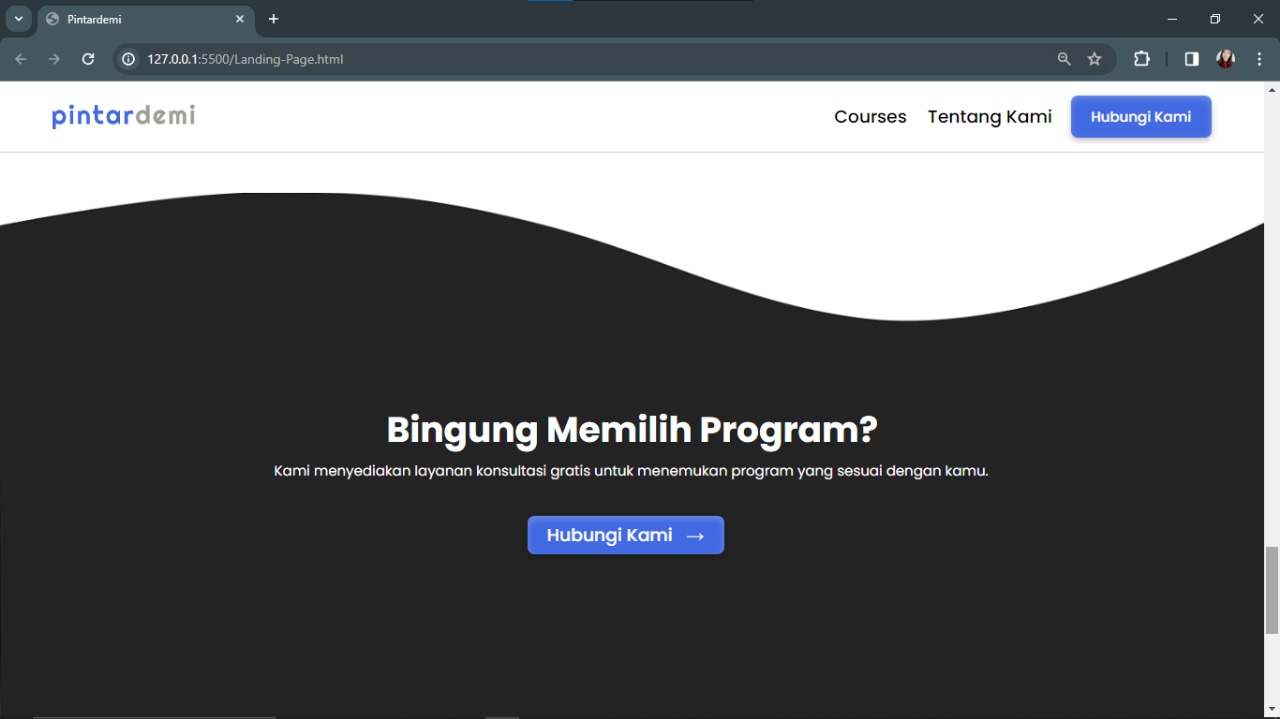 Pintardemi
127.0.0.1:5500/Landing-Page.html
pintardemi
Courses
Tentang Kami
Hubungi Kami
Bingung Memilih Program?
Kami menyediakan layanan konsultasi gratis untuk menemukan program yang sesuai dengan kamu.
Hubungi Kami →